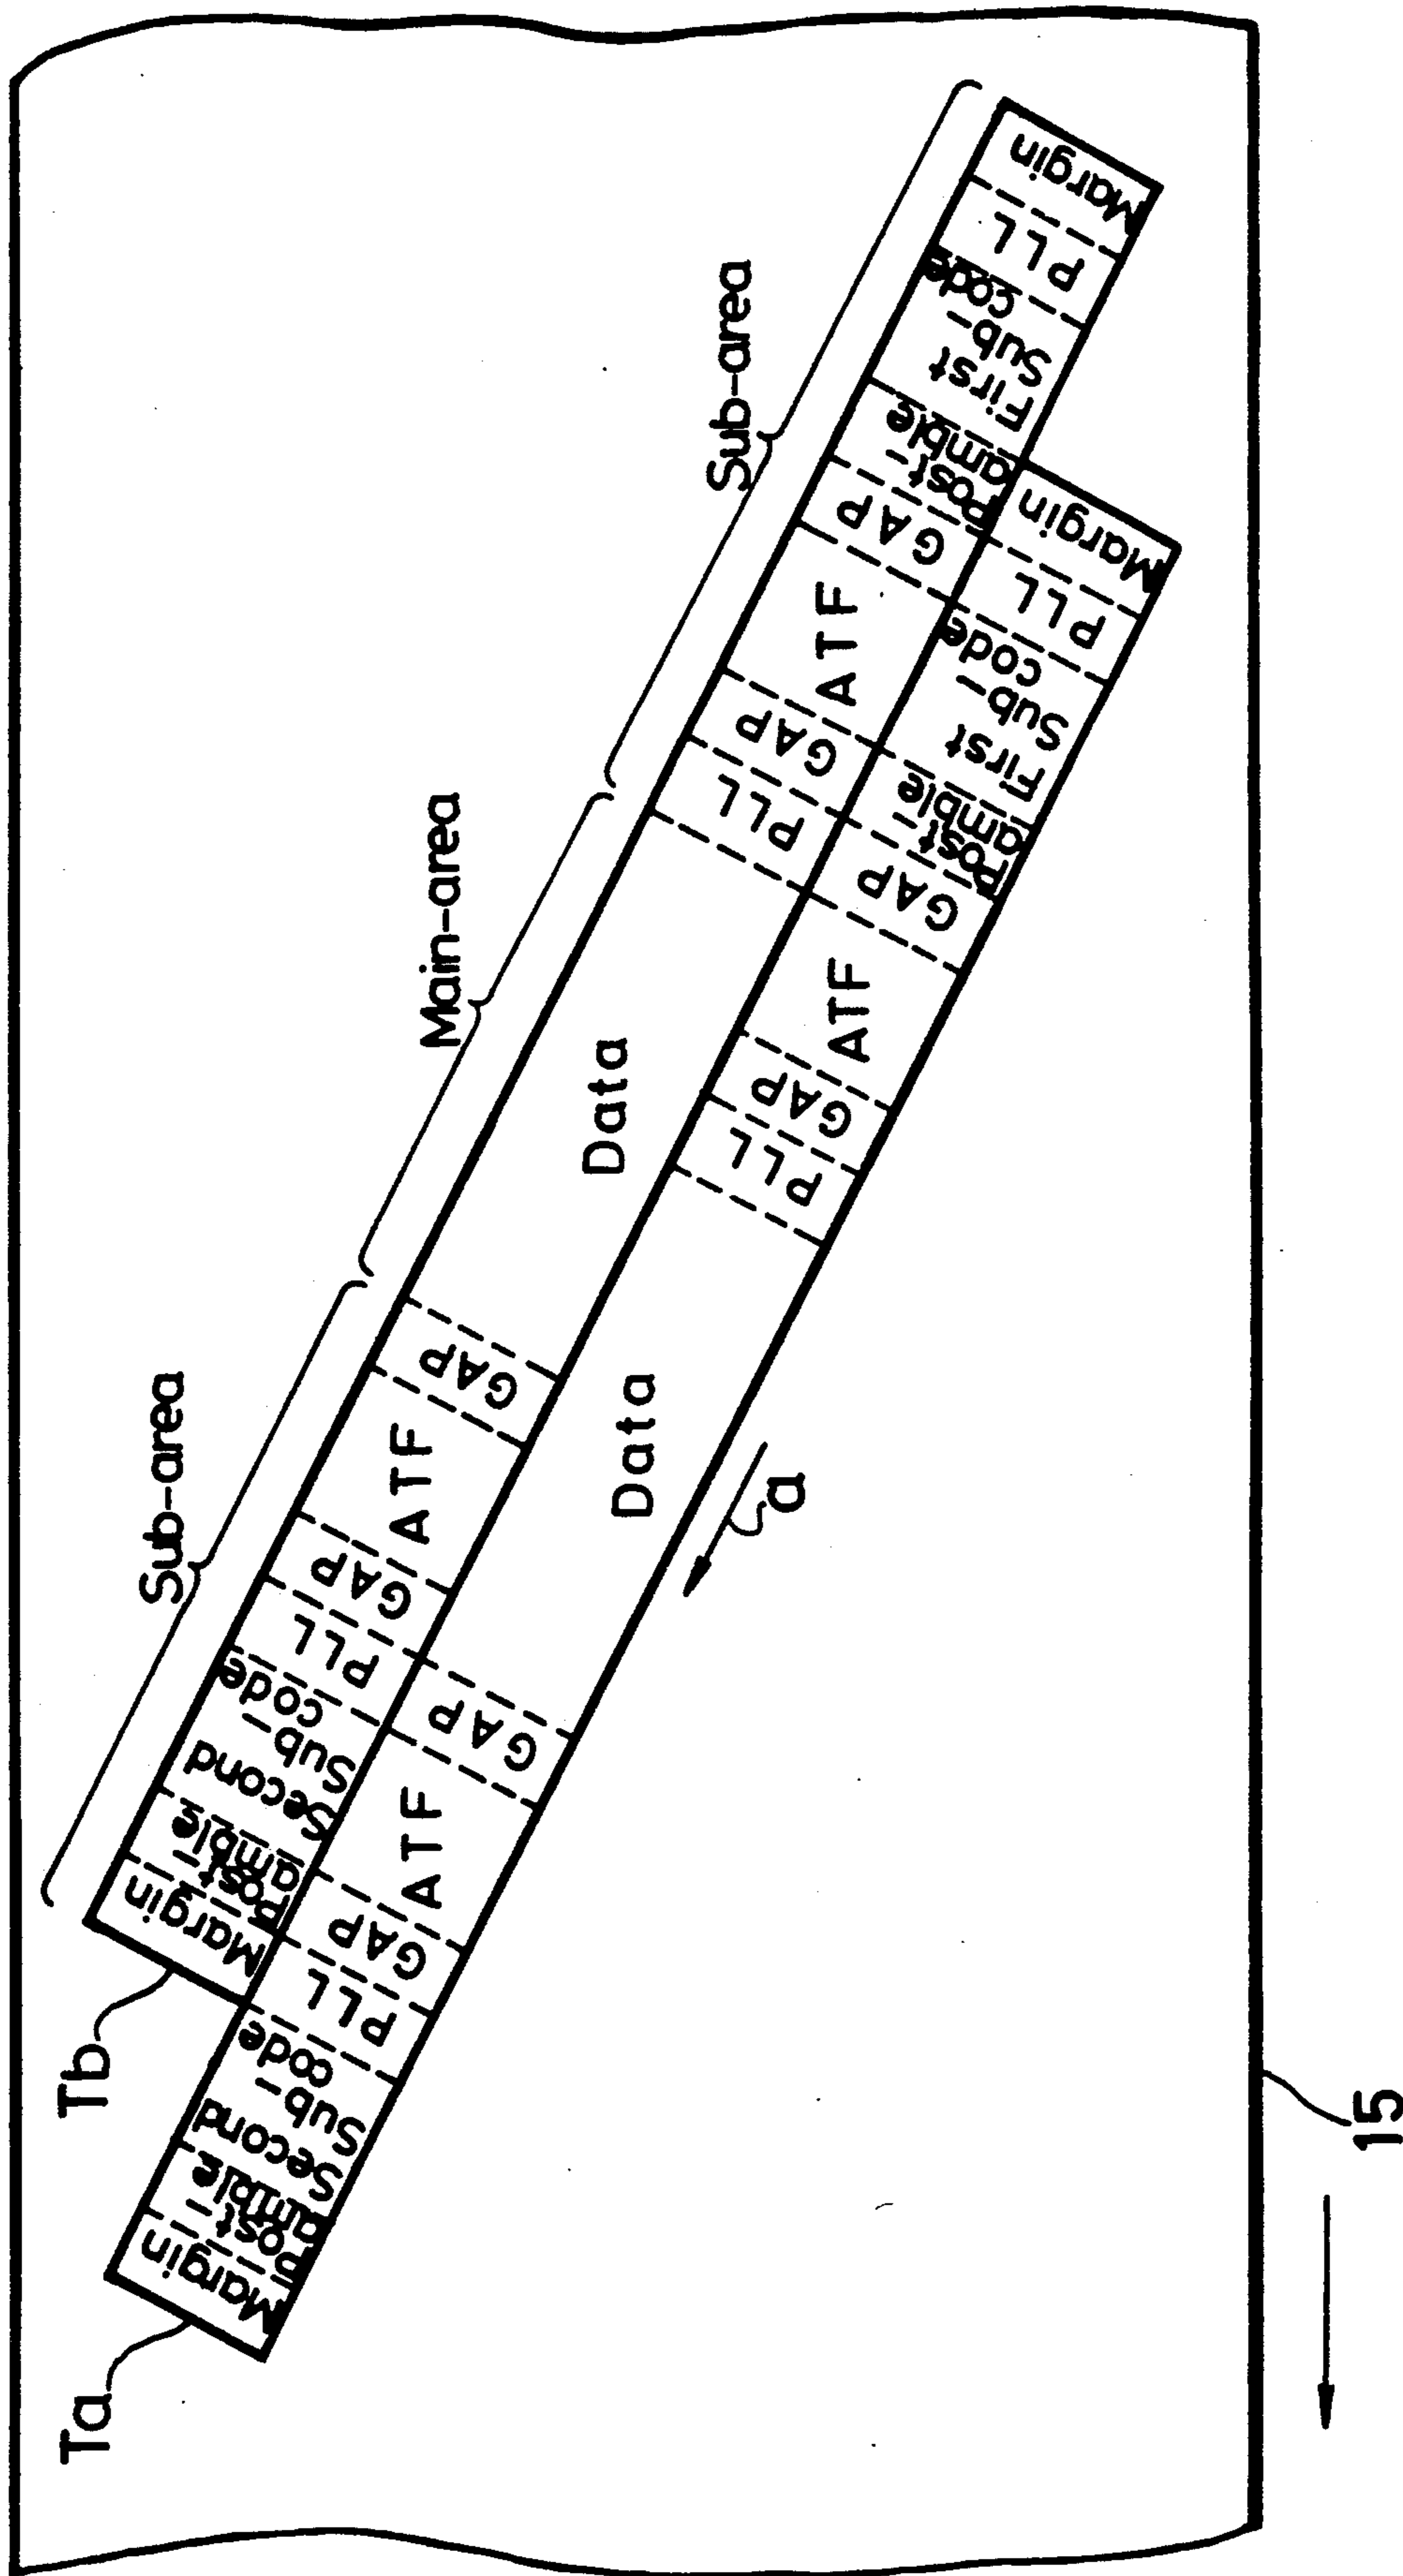 Ta
Tb
Sub-area
Main-area
Sub-area
Margin
Post-
amble
Second
Sub-
code
PLL
GAP
ATF
GAP
Data
PLL
GAP
ATF
GAP
Post-
amble
First
Sub-
code
PLL
Margin
Margin
Post-
amble
Second
Sub-
code
PLL
GAP
ATF
GAP
Data
PLL
GAP
ATF
GAP
Post-
amble
First
Sub-
code
PLL
Margin
a
15